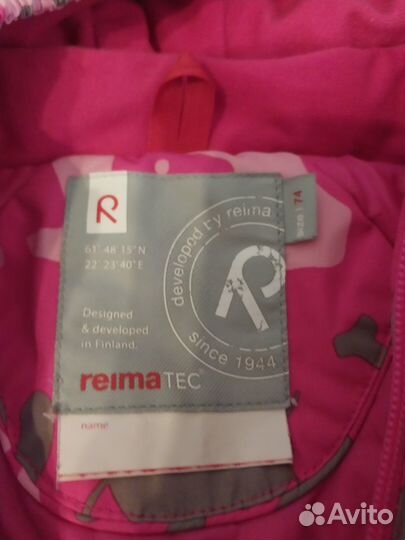 R
61° 48' 15" N
22° 23' 40" E
Designed
& developed
in Finland.
reimaTEC®
developed by reima
R
since 1944
SIZE | 74
name
Avito